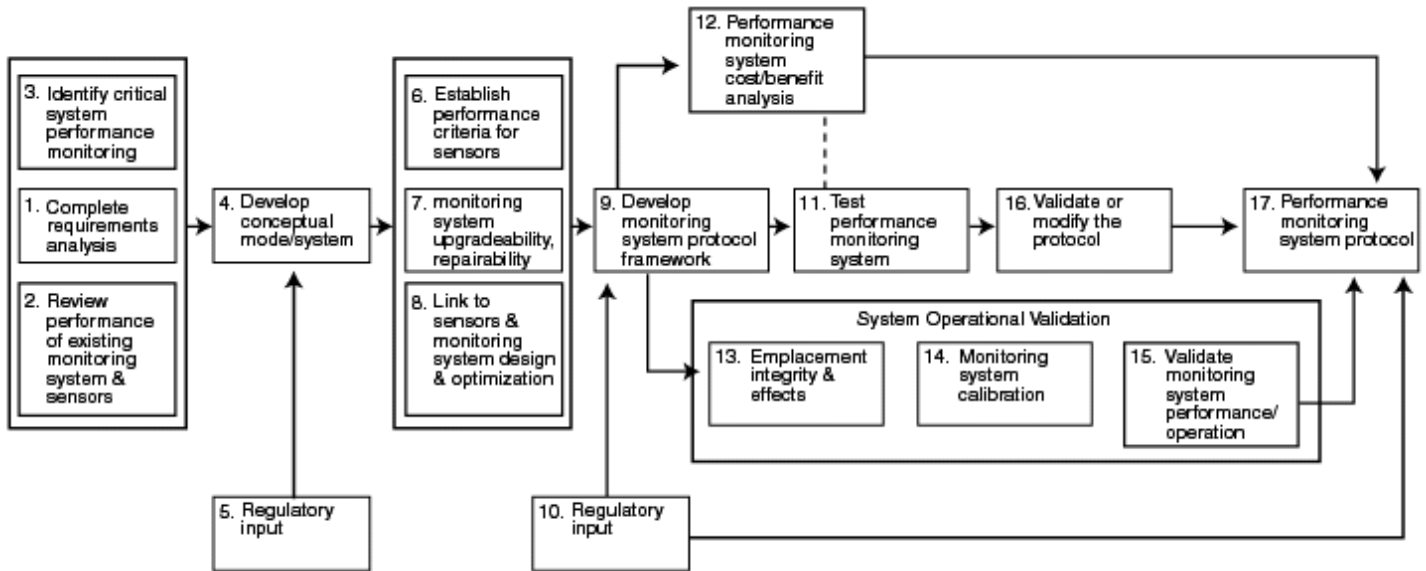 12. Performance
monitoring
system
cost/benefit
analysis
3. Identify critical
system
performance
monitoring
6. Establish
performance
criteria for
sensors
1. Complete
requirements
analysis
4. Develop
conceptual
mode/system
7. monitoring
system
upgradeability,
repairability
9. Develop
monitoring
system protocol
framework
11. Test
performance
monitoring
system
16. Validate or
modify the
protocol
17. Performance
monitoring
system protocol
2. Review
performance
of existing
monitoring
system &
sensors
8. Link to
sensors &
monitoring
system design
& optimization
System Operational Validation
13. Emplacement
integrity &
effects
14. Monitoring
system
calibration
15. Validate
monitoring
system
performance/
operation
5. Regulatory
input
10. Regulatory
input